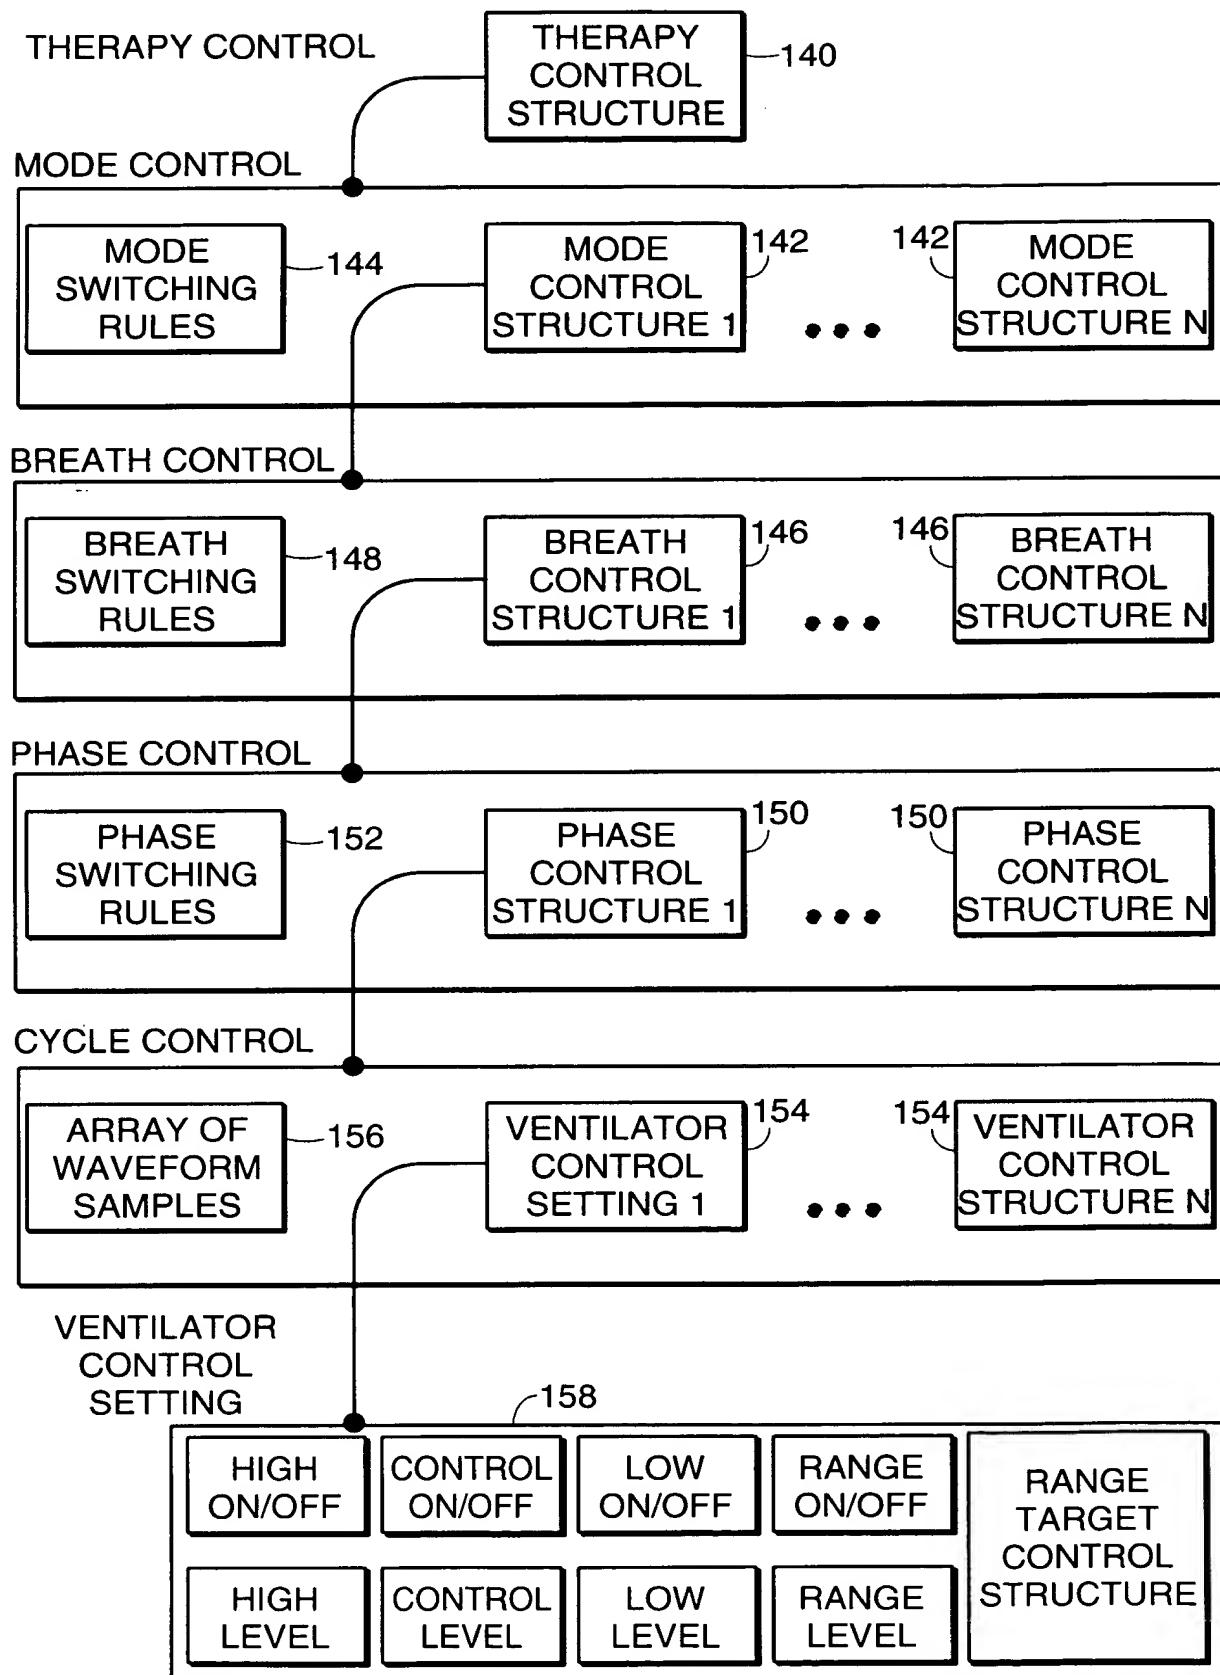 THERAPY CONTROL
THERAPY
CONTROL
STRUCTURE
140
MODE CONTROL
MODE
SWITCHING
RULES
144
MODE
CONTROL
STRUCTURE 1
142
142
MODE
CONTROL
STRUCTURE N
BREATH CONTROL
BREATH
SWITCHING
RULES
148
BREATH
CONTROL
STRUCTURE 1
146
146
BREATH
CONTROL
STRUCTURE N
PHASE CONTROL
PHASE
SWITCHING
RULES
152
PHASE
CONTROL
STRUCTURE 1
150
150
PHASE
CONTROL
STRUCTURE N
CYCLE CONTROL
ARRAY OF
WAVEFORM
SAMPLES
156
VENTILATOR
CONTROL
SETTING 1
154
154
VENTILATOR
CONTROL
STRUCTURE N
VENTILATOR
CONTROL
SETTING
158
HIGH
ON/OFF
CONTROL
ON/OFF
LOW
ON/OFF
RANGE
ON/OFF
RANGE
TARGET
CONTROL
STRUCTURE
HIGH
LEVEL
CONTROL
LEVEL
LOW
LEVEL
RANGE
LEVEL